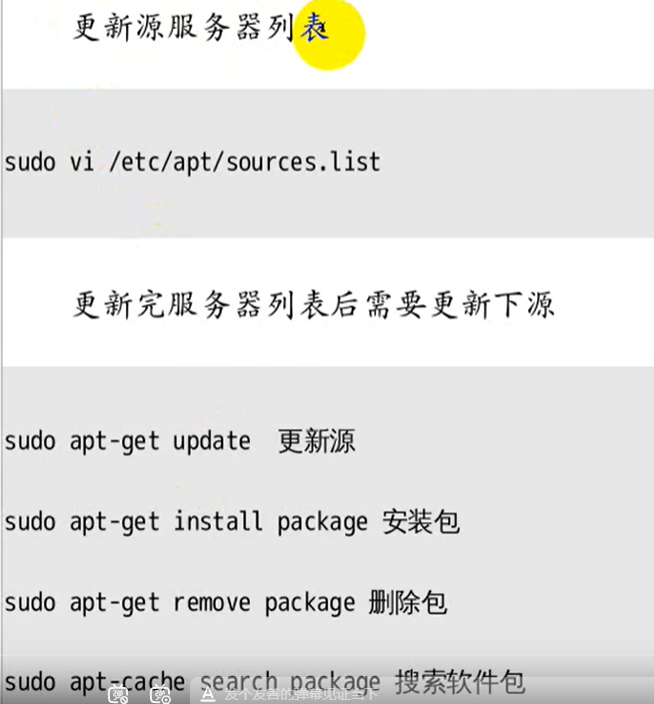 更新源服务器列表
sudo vi /etc/apt/sources.list
更新完服务器列表后需要更新下源
sudo apt-get update 更新源
sudo apt-get install package 安装包
sudo apt-get remove package 删除包
sudo apt-cache search package 搜索软件包
发个友善的弹幕见证当下